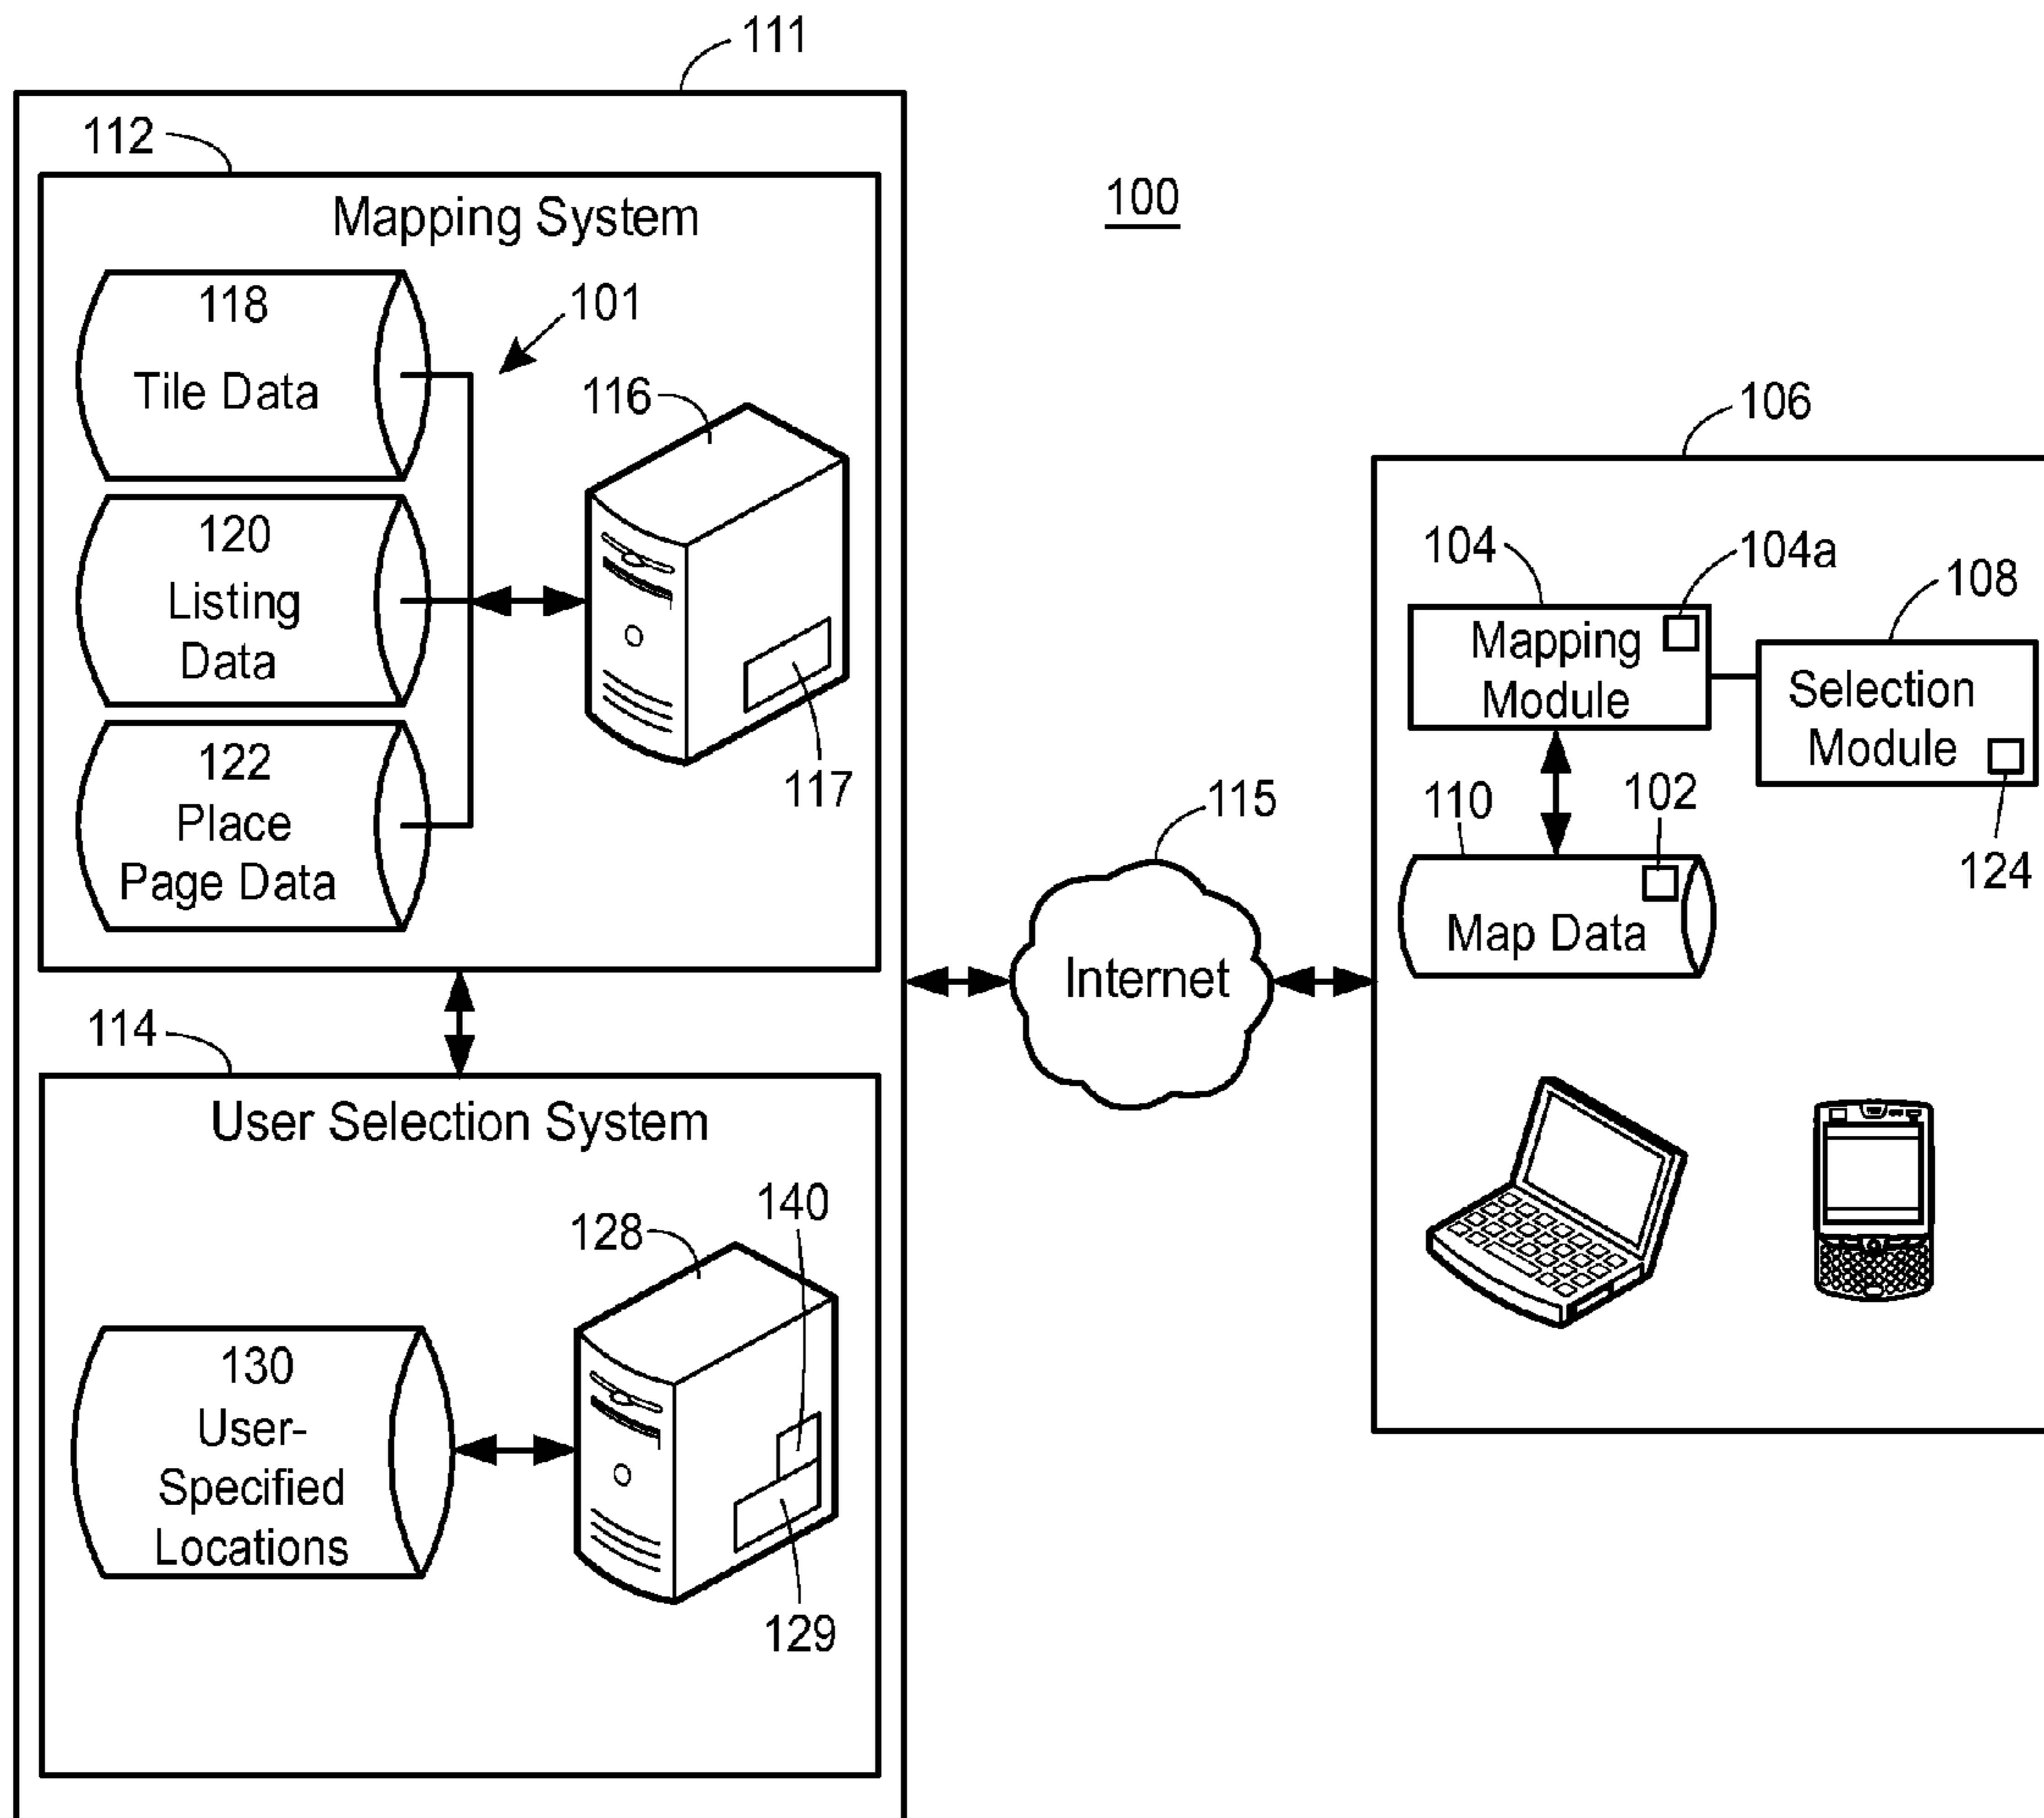 111
112
Mapping System
100
118
Tile Data
101
116
120
Listing
Data
117
122
Place
Page Data
106
104
104a
108
Mapping
Module
Selection
Module
110
102
124
Map Data
115
Internet
114
User Selection System
140
128
130
User-
Specified
Locations
129